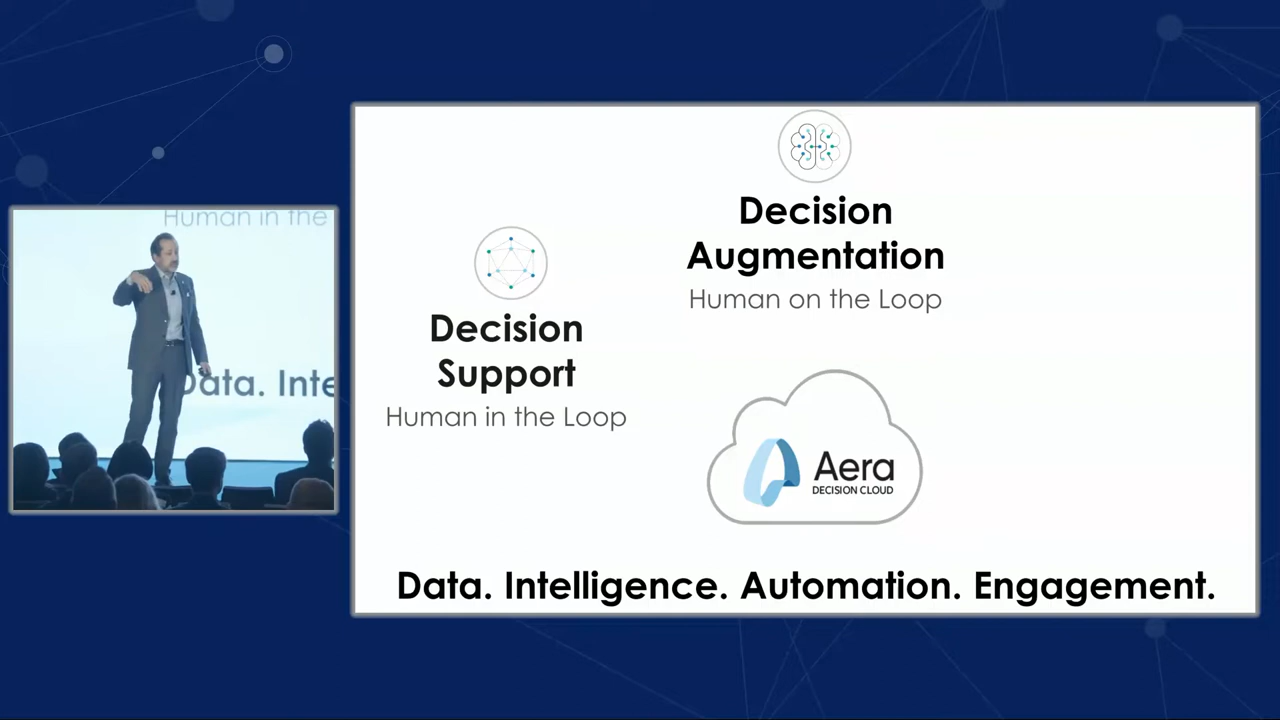 Human in the
Data. Inte
Decision
Augmentation
Human on the Loop
Decision
Support
Human in the Loop
Aera
DECISION CLOUD
Data. Intelligence. Automation. Engagement.